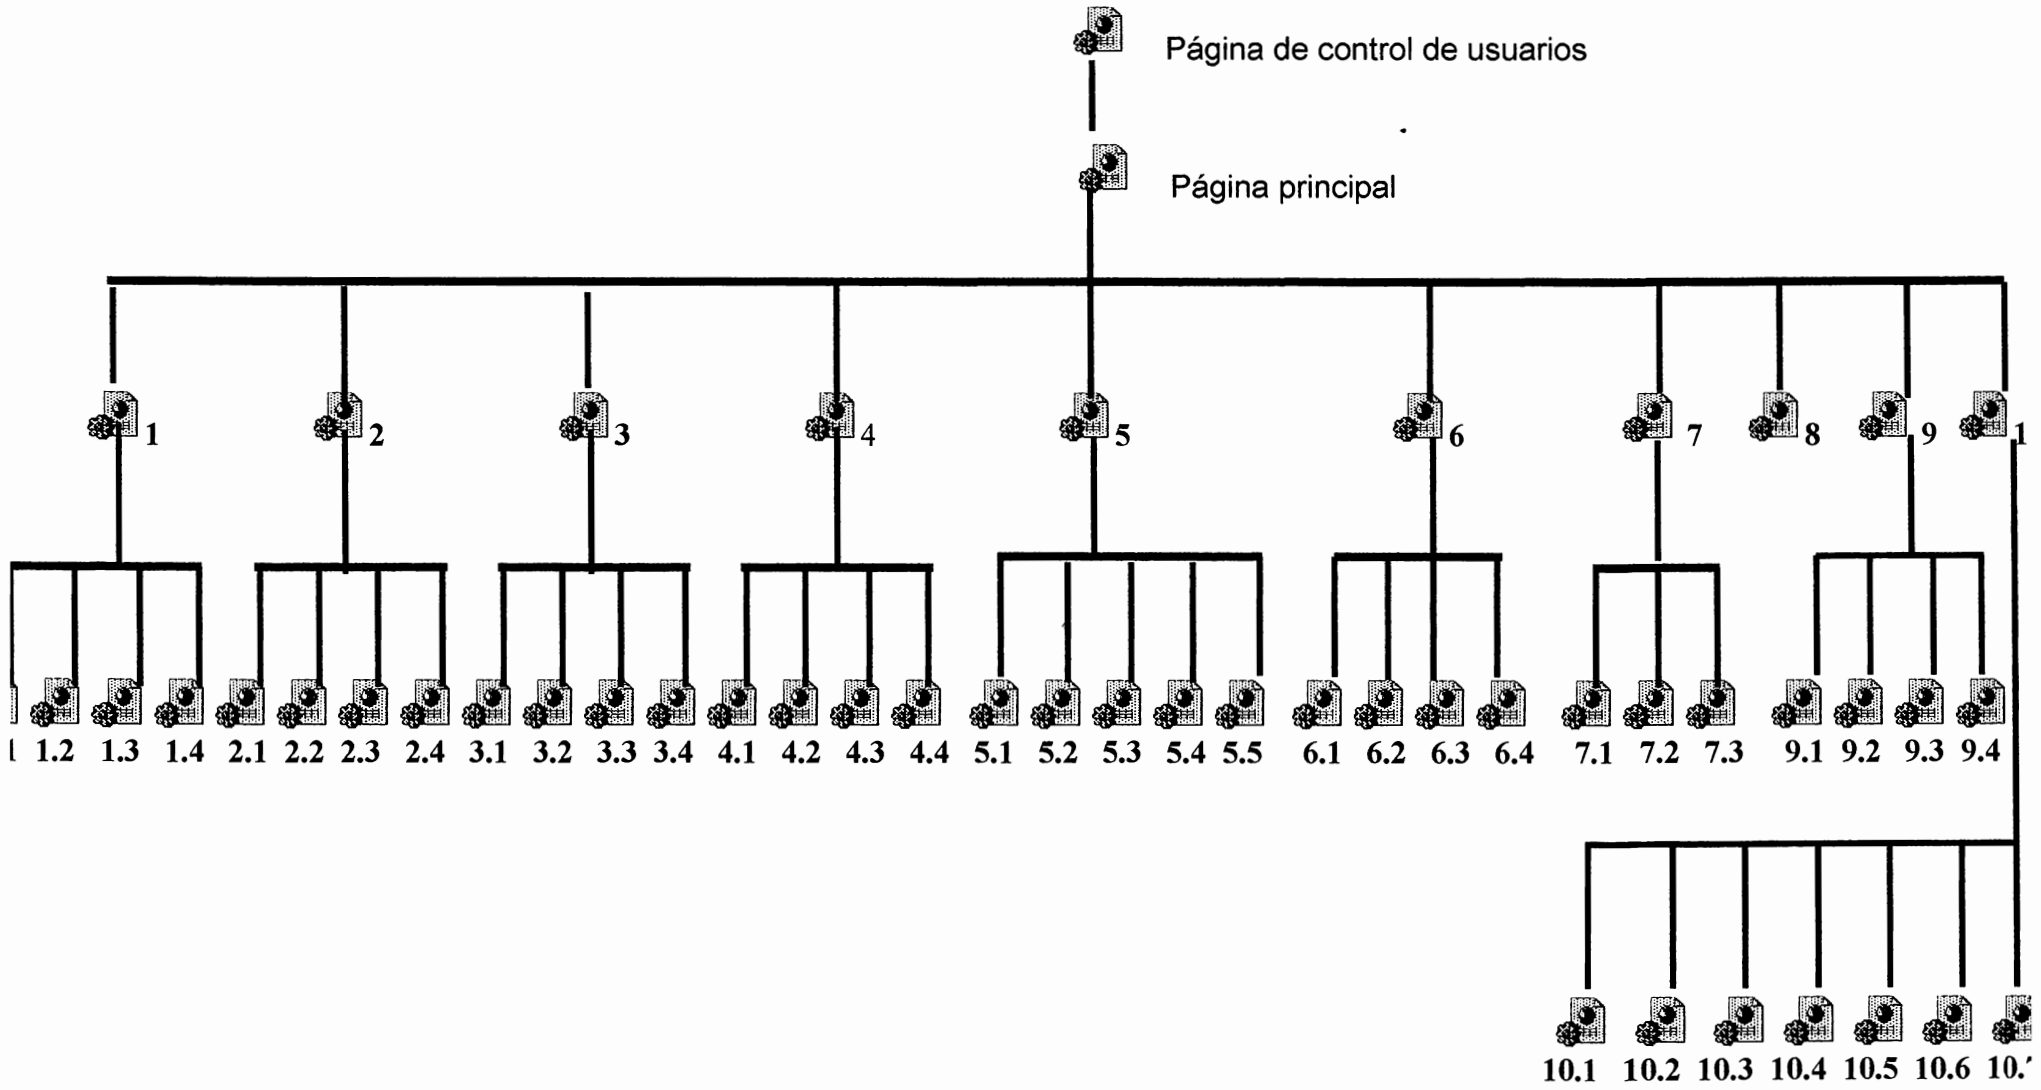 Página de control de usuarios
Página principal
1 2 3 4 5 6 7 8 9 1
1.2 1.3 1.4 2.1 2.2 2.3 2.4 3.1 3.2 3.3 3.4 4.1 4.2 4.3 4.4 5.1 5.2 5.3 5.4 5.5 6.1 6.2 6.3 6.4 7.1 7.2 7.3 9.1 9.2 9.3 9.4
10.1 10.2 10.3 10.4 10.5 10.6 10.